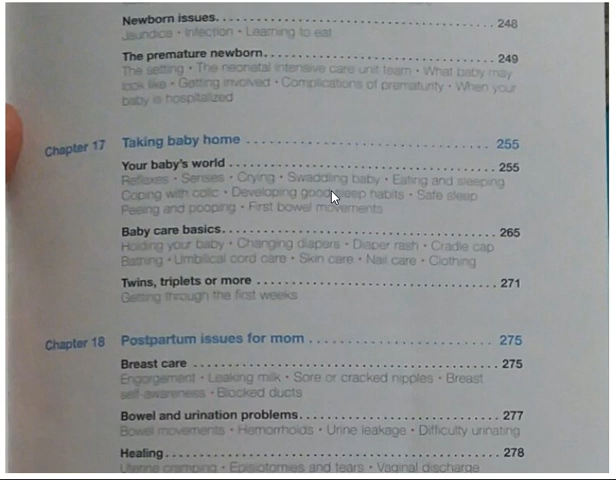 Newborn issues. . . . . . . . . . . . . . . . . . . . . . . . . . . . . . . . . . . . . . . . . . . . 248
Jaundice • Infection • Learning to eat
The premature newborn. . . . . . . . . . . . . . . . . . . . . . . . . . . . . . . . . . . . . 249
The setting • The neonatal intensive care unit team • What baby may
look like • Getting involved • Complications of prematurity • When your
baby is hospitalized
Chapter 17 Taking baby home . . . . . . . . . . . . . . . . . . . . . . . . . . . . . 255
Your baby's world . . . . . . . . . . . . . . . . . . . . . . . . . . . . . . . . . . . . . . . . . 255
Reflexes • Senses • Crying • Swaddling baby • Eating and sleeping
Coping with colic • Developing good sleep habits • Safe sleep
Peeing and pooping • First bowel movements
Baby care basics. . . . . . . . . . . . . . . . . . . . . . . . . . . . . . . . . . . . . . . . . . 265
Holding your baby • Changing diapers • Diaper rash • Cradle cap
Bathing • Umbilical cord care • Skin care • Nail care • Clothing
Twins, triplets or more . . . . . . . . . . . . . . . . . . . . . . . . . . . . . . . . . . . . . 271
Getting through the first weeks
Chapter 18 Postpartum issues for mom . . . . . . . . . . . . . . . . . . . . . . 275
Breast care . . . . . . . . . . . . . . . . . . . . . . . . . . . . . . . . . . . . . . . . . . . . . . 275
Engorgement • Leaking milk • Sore or cracked nipples • Breast
self-awareness • Blocked ducts
Bowel and urination problems. . . . . . . . . . . . . . . . . . . . . . . . . . . . . . . 277
Bowel movements • Hemorrhoids • Urine leakage • Difficulty urinating
Healing. . . . . . . . . . . . . . . . . . . . . . . . . . . . . . . . . . . . . . . . . . . . . . . . . 278
Uterine cramping • Episiotomies and tears • Vaginal discharge